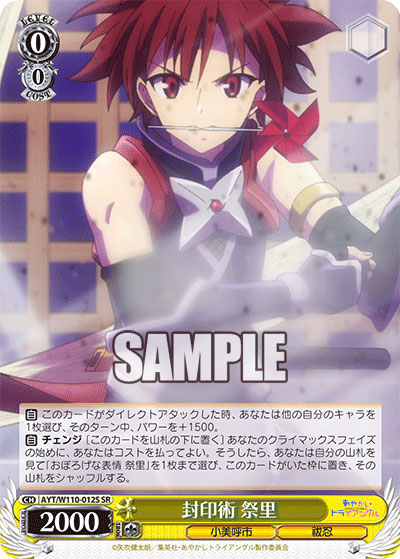 LEVEL
0
0
COST
SAMPLE
自 このカードがダイレクトアタックした時、あなたは他の自分のキャラを
1枚選び、そのターン中、パワーを+1500。
自 チェンジ [このカードを山札の下に置く] あなたのクライマックスフェイズ
の始めに、あなたはコストを払ってよい。そうしたら、あなたは自分の山札を
見て「おぼろげな表情 祭里」を1枚まで選び、このカードがいた枠に置き、その
山札をシャッフルする。
CH AYT/W110-012S SR
封印術 祭里
あやかしトライアングル
POWER
2000
SOUL
小美呼市
祓忍
©矢吹健太朗/集英社・あやかしトライアングル製作委員会